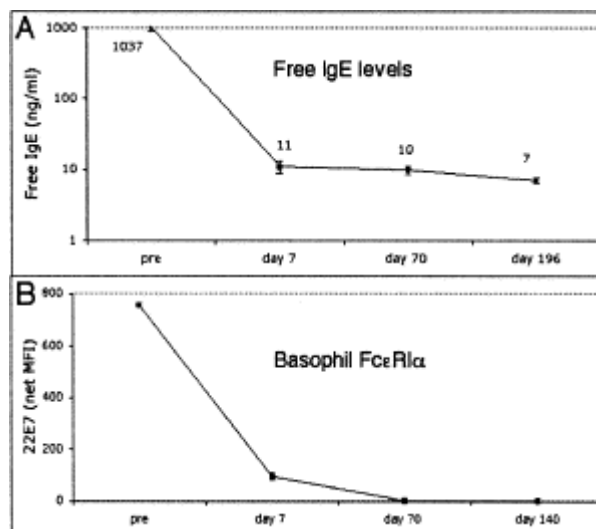 A
Free IgE levels
Free IgE (ng/ml)
1000
100
10
1
1037
11
10
7
pre
day 7
day 70
day 196
B
Basophil FcεRIα
22E7 (net MFI)
800
600
400
200
0
pre
day 7
day 70
day 140